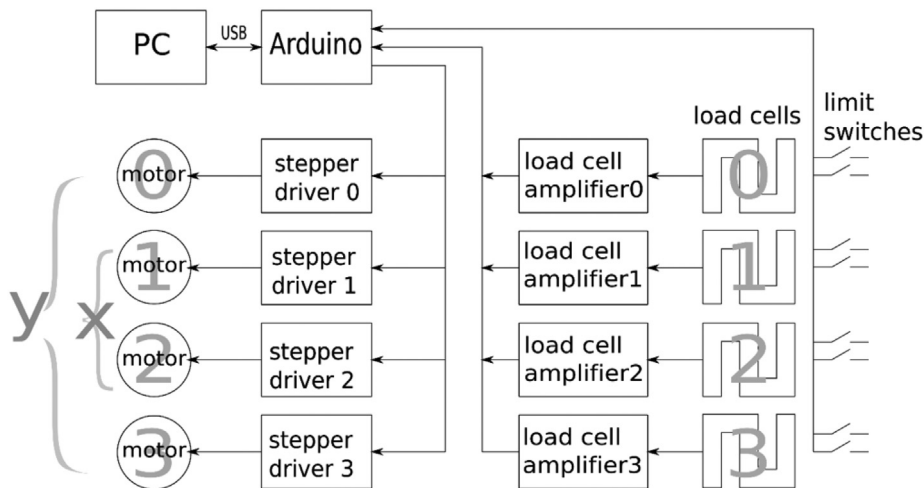 PC
USB
Arduino
load cells
limit
switches
0
motor
stepper
driver 0
load cell
amplifier0
0
1
motor
stepper
driver 1
load cell
amplifier1
1
y
x
2
motor
stepper
driver 2
load cell
amplifier2
2
3
motor
stepper
driver 3
load cell
amplifier3
3